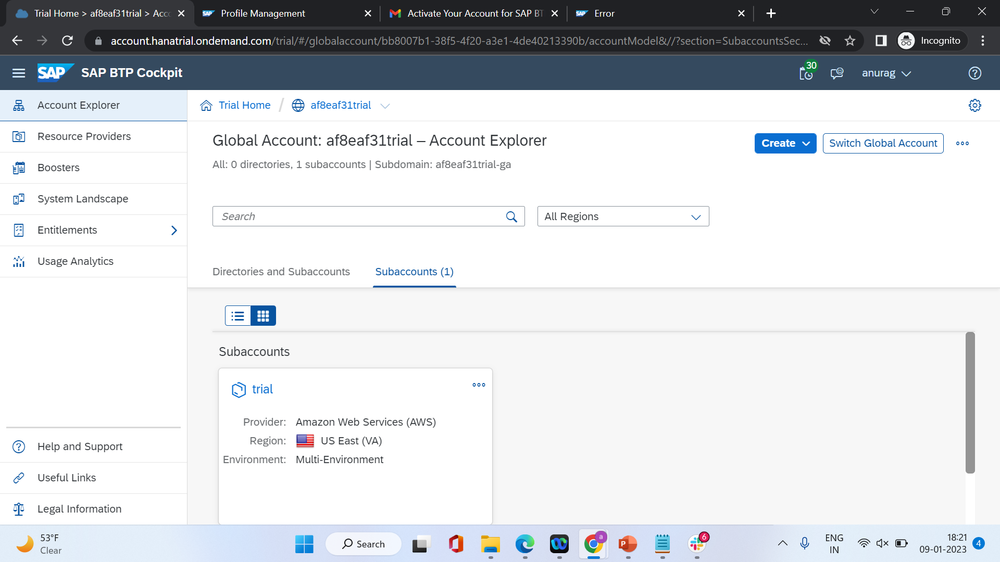 Trial Home > af8eaf31trial > Acc
Profile Management
Activate Your Account for SAP BT
Error
account.hanatrial.ondemand.com/trial/#/globalaccount/bb8007b1-38f5-4f20-a3e1-4de40213390b/accountModel&//?section=SubaccountsSec...
Incognito
SAP
SAP BTP Cockpit
30
anurag
Account Explorer
Resource Providers
Boosters
System Landscape
Entitlements
Usage Analytics
Help and Support
Useful Links
Legal Information
Trial Home / af8eaf31trial
Global Account: af8eaf31trial – Account Explorer
Create
Switch Global Account
All: 0 directories, 1 subaccounts | Subdomain: af8eaf31trial-ga
Search
All Regions
Directories and Subaccounts
Subaccounts (1)
Subaccounts
trial
Provider: Amazon Web Services (AWS)
Region: US East (VA)
Environment: Multi-Environment
53°F
Clear
Search
a
P
6
ENG
IN
18:21
09-01-2023
4